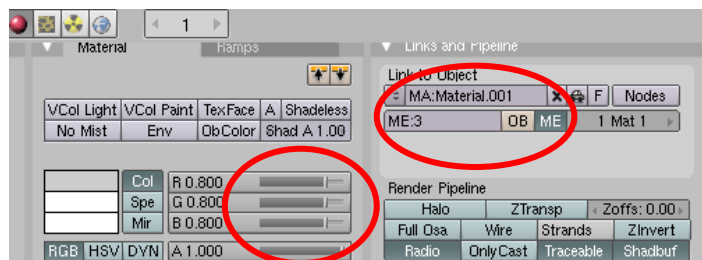 1
Material Ramps
Links and Pipeline
Link to Object
MA:Material.001 F Nodes
ME:3 OB ME 1 Mat 1
VCol Light VCol Paint TexFace A Shadeless
No Mist Env ObColor Shad A 1.00
Col R 0.800
Spe G 0.800
Mir B 0.800
RGB HSV DYN A 1.000
Render Pipeline
Halo ZTransp Zoffs: 0.00
Full Osa Wire Strands ZInvert
Radio OnlyCast Traceable Shadbuf